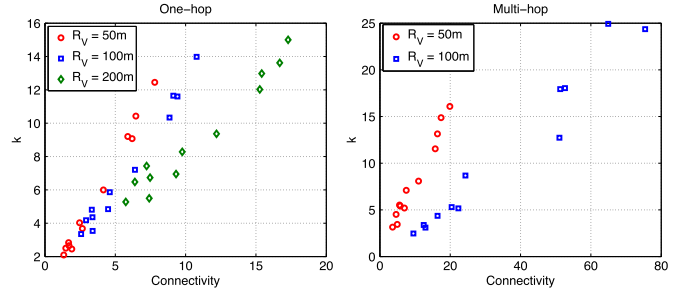 One-hop
16
14
12
10
8
6
4
2
k
R_V = 50m
R_V = 100m
R_V = 200m
0 5 10 15 20
Connectivity
Multi-hop
25
20
15
10
5
0
k
R_V = 50m
R_V = 100m
0 20 40 60 80
Connectivity